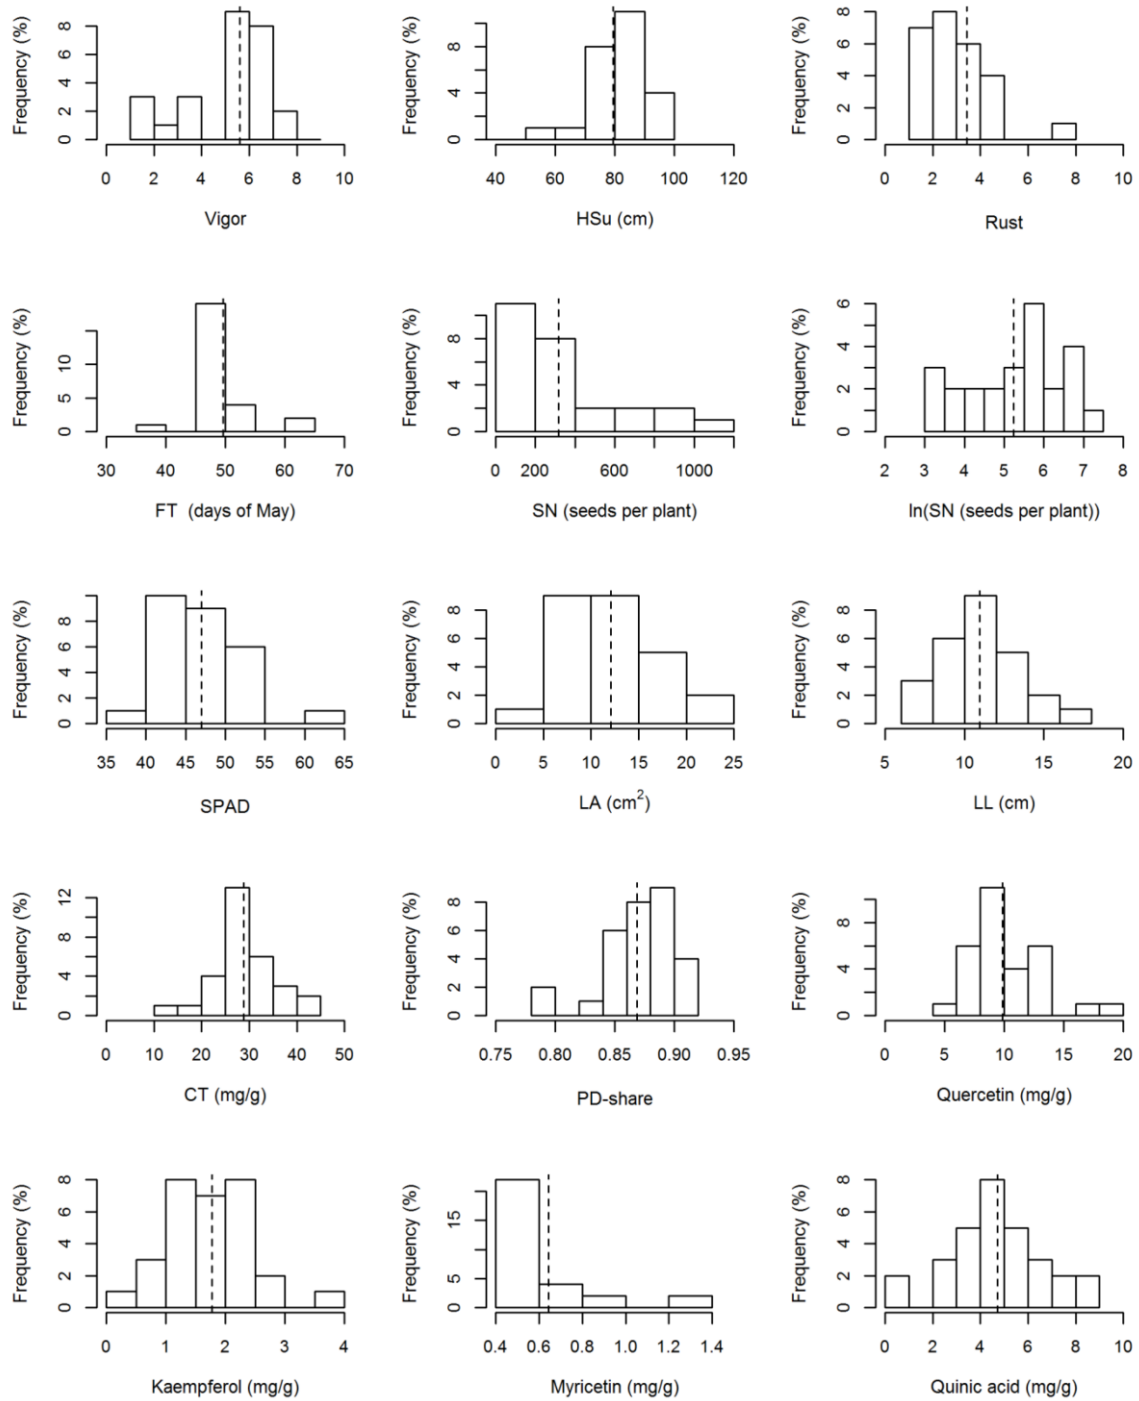 Frequency (%)
0 2 4 6 8
0 2 4 6 8 10
Vigor
Frequency (%)
0 4 8
40 60 80 100 120
HSu (cm)
Frequency (%)
0 2 4 6 8
0 2 4 6 8 10
Rust
Frequency (%)
0 5 10
30 40 50 60 70
FT (days of May)
Frequency (%)
0 4 8
0 200 600 1000
SN (seeds per plant)
Frequency (%)
0 2 4 6
2 3 4 5 6 7 8
ln(SN (seeds per plant))
Frequency (%)
0 2 4 6 8
35 40 45 50 55 60 65
SPAD
Frequency (%)
0 2 4 6 8
0 5 10 15 20 25
LA (cm²)
Frequency (%)
0 2 4 6 8
5 10 15 20
LL (cm)
Frequency (%)
0 4 8 12
0 10 20 30 40 50
CT (mg/g)
Frequency (%)
0 2 4 6 8
0.75 0.80 0.85 0.90 0.95
PD-share
Frequency (%)
0 4 8
0 5 10 15 20
Quercetin (mg/g)
Frequency (%)
0 2 4 6 8
0 1 2 3 4
Kaempferol (mg/g)
Frequency (%)
0 5 15
0.4 0.6 0.8 1.0 1.2 1.4
Myricetin (mg/g)
Frequency (%)
0 2 4 6 8
0 2 4 6 8 10
Quinic acid (mg/g)